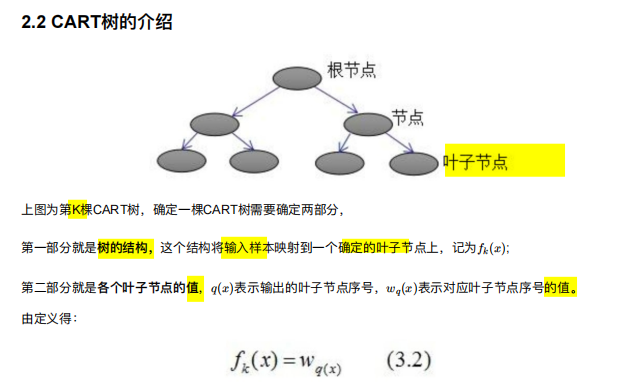 2.2 CART树的介绍
根节点
节点
叶子节点
上图为第K棵CART树，确定一棵CART树需要确定两部分，
第一部分就是树的结构，这个结构将输入样本映射到一个确定的叶子节点上，记为fₖ(x);
第二部分就是各个叶子节点的值，q(x)表示输出的叶子节点序号，w_q(x)表示对应叶子节点序号的值。
由定义得：
fₖ(x) = w_q(x) (3.2)